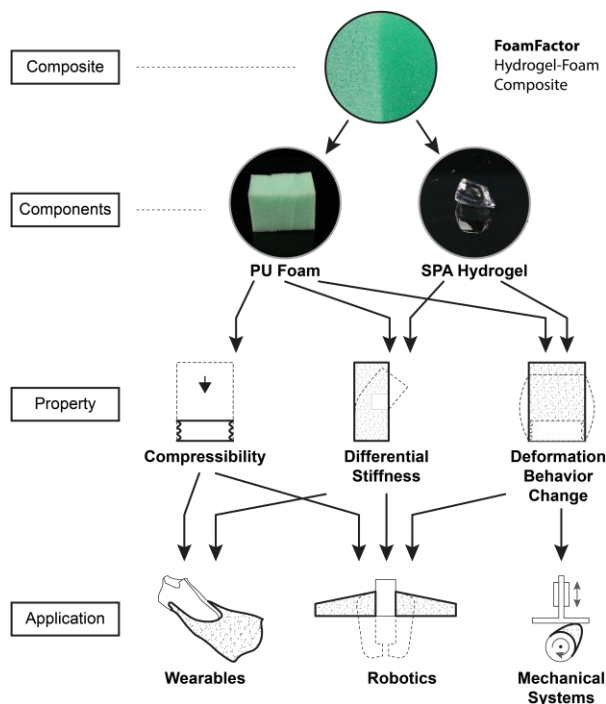 Composite
FoamFactor
Hydrogel-Foam
Composite
Components
PU Foam
SPA Hydrogel
Property
Compressibility
Differential
Stiffness
Deformation
Behavior
Change
Application
Wearables
Robotics
Mechanical
Systems